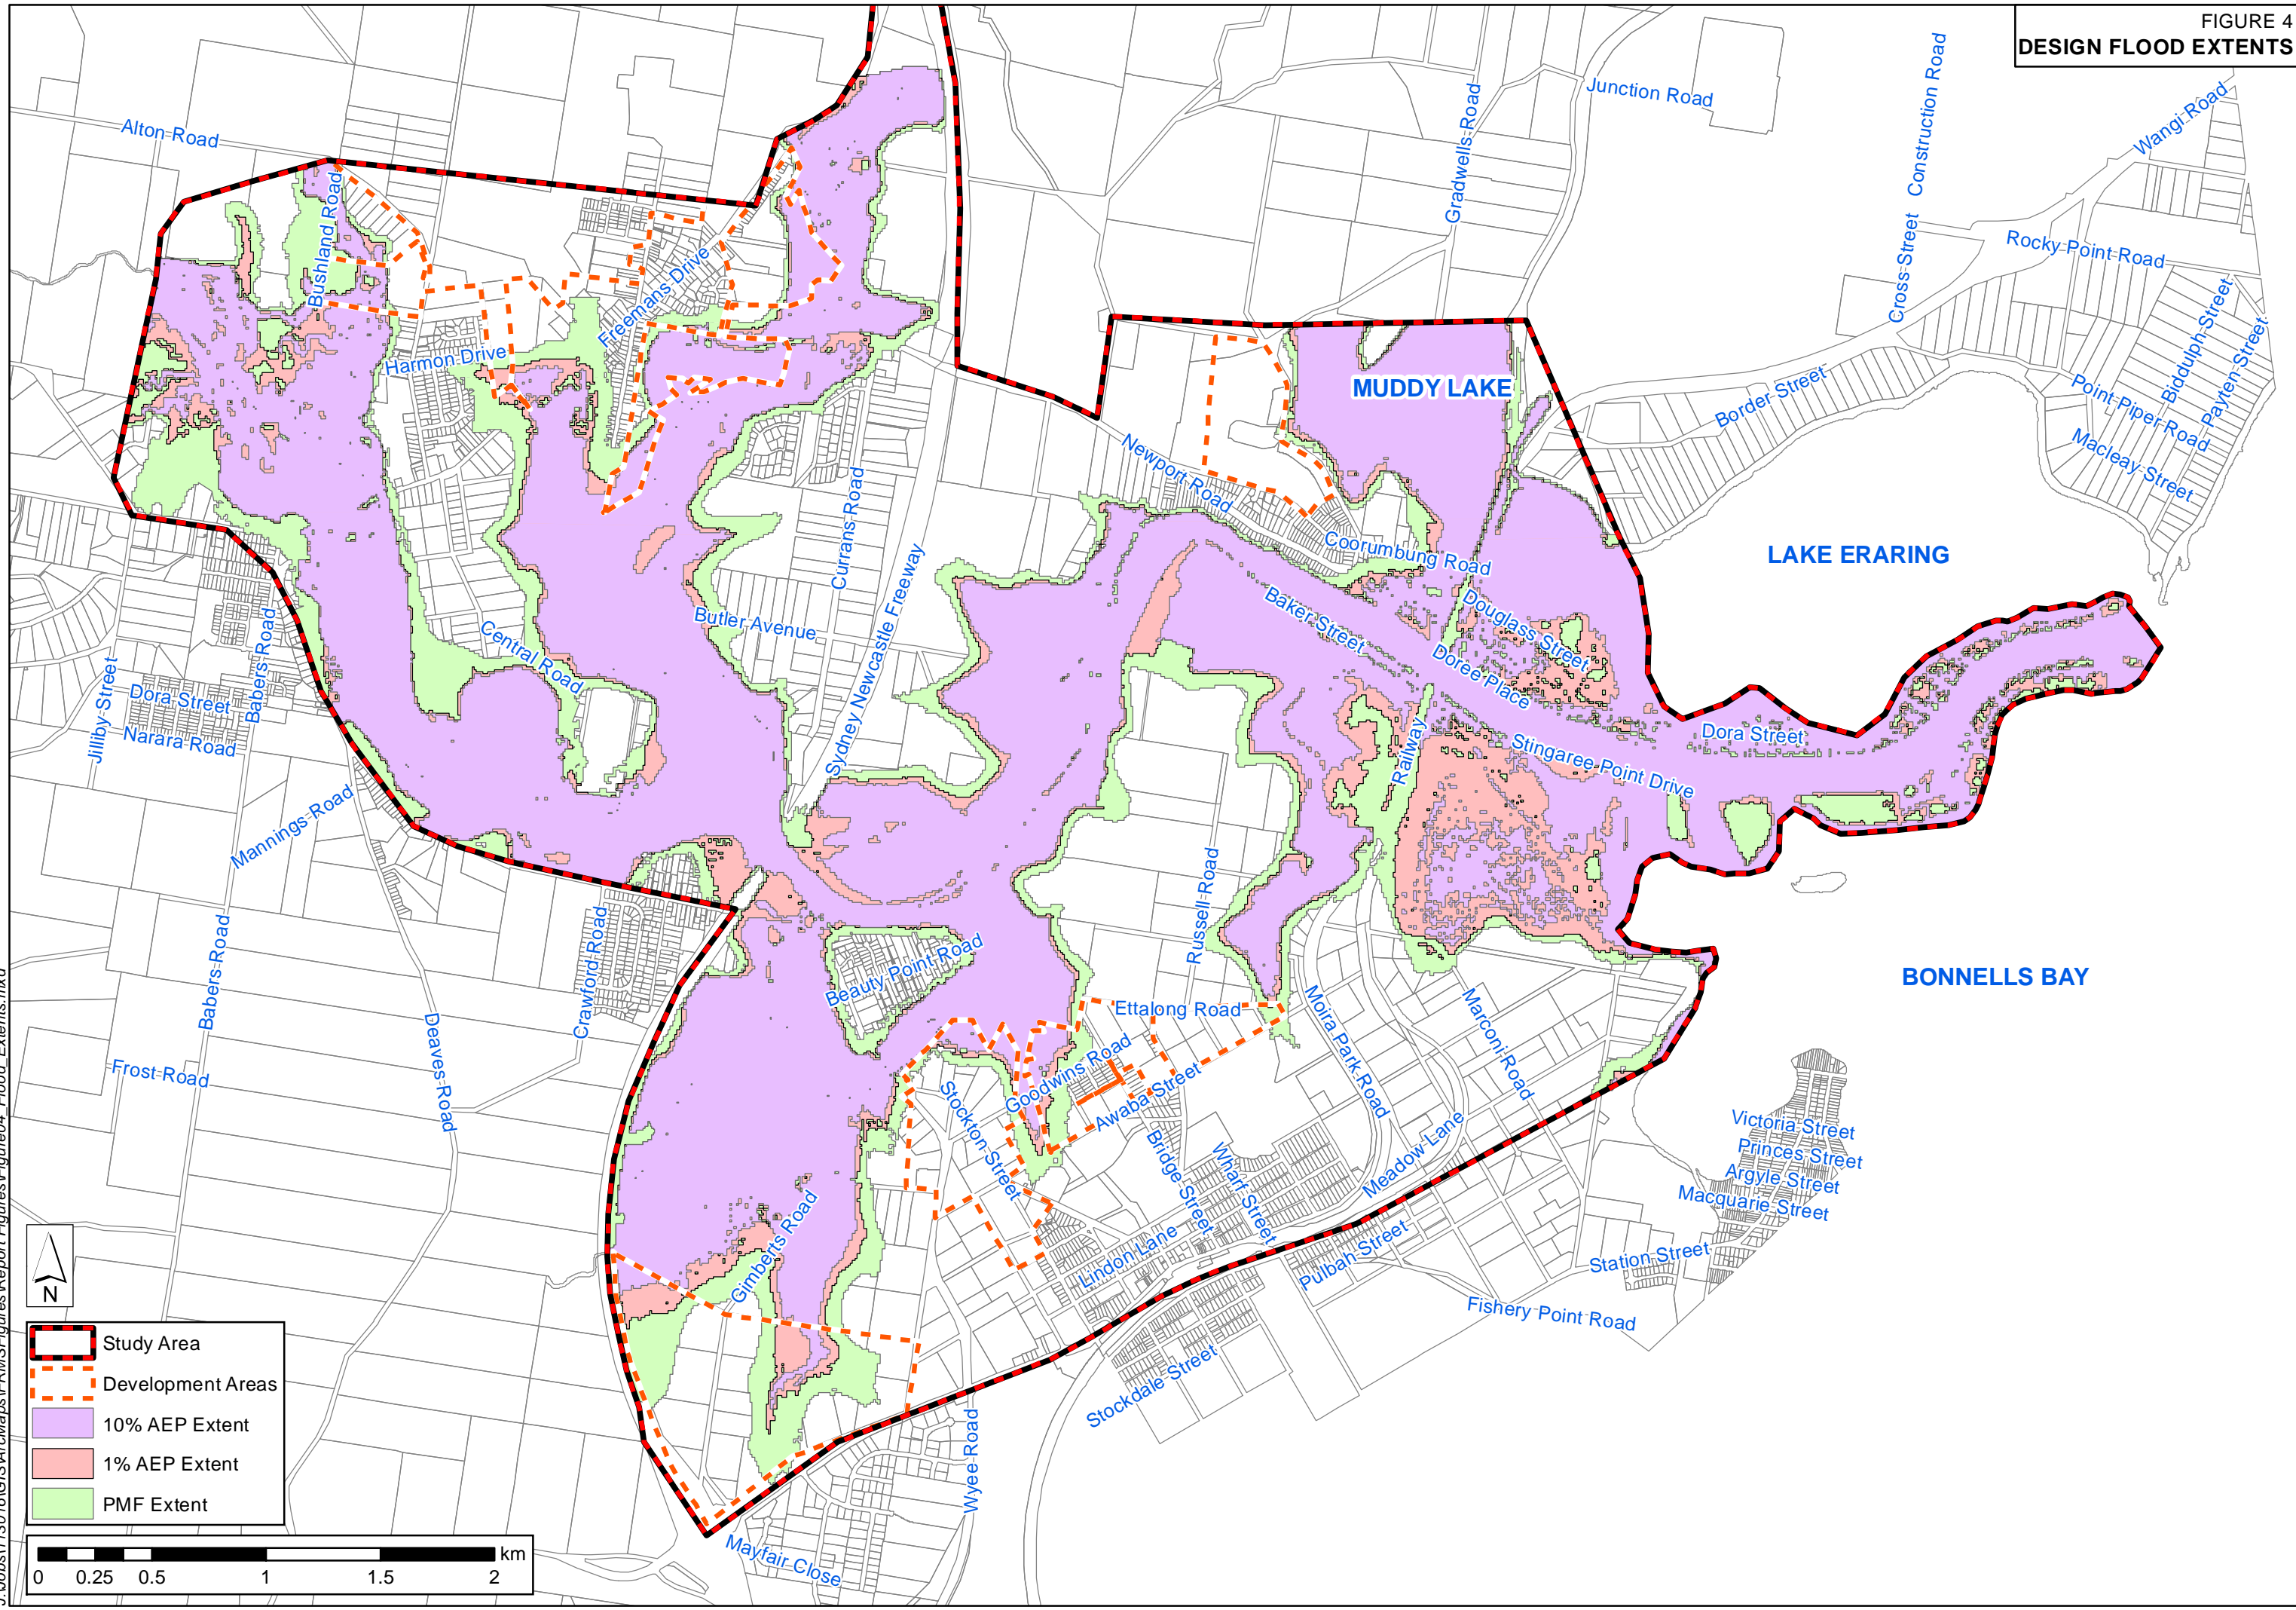 FIGURE 4
DESIGN FLOOD EXTENTS
Junction Road
Cross Street Construction Road
Wangi Road
Alton Road
Gradwells Road
Bushland Road
Rocky Point Road
Freemans Drive
Biddulph Street
Payten Street
Harmon Drive
MUDDY LAKE
Border Street
Point Piper Road
Macleay Street
Newport Road
Currans Road
Coorumbung Road
LAKE ERARING
Sydney Newcastle Freeway
Baker Street
Douglass Street
Butler Avenue
Central Road
Babers Road
Doree Place
Jilliby Street
Dora Street
Narara Road
Railway
Dora Street
Stingaree Point Drive
Mannings Road
Russell Road
Crawford Road
Beauty Point Road
Babers Road
BONNELLS BAY
Deaves Road
Ettalong Road
Moira Park Road
Marconi Road
Frost Road
Goodwins Road
Stockton Street
Awaba Street
Bridge Street
Wharf Street
Meadow Lane
Victoria Street
Princes Street
Argyle Street
Macquarie Street
Gimberts Road
Lindon Lane
Pulbah Street
Station Street
Fishery Point Road
Stockdale Street
Wyee Road
Mayfair Close
N
Study Area
Development Areas
10% AEP Extent
1% AEP Extent
PMF Extent
km
0 0.25 0.5 1 1.5 2